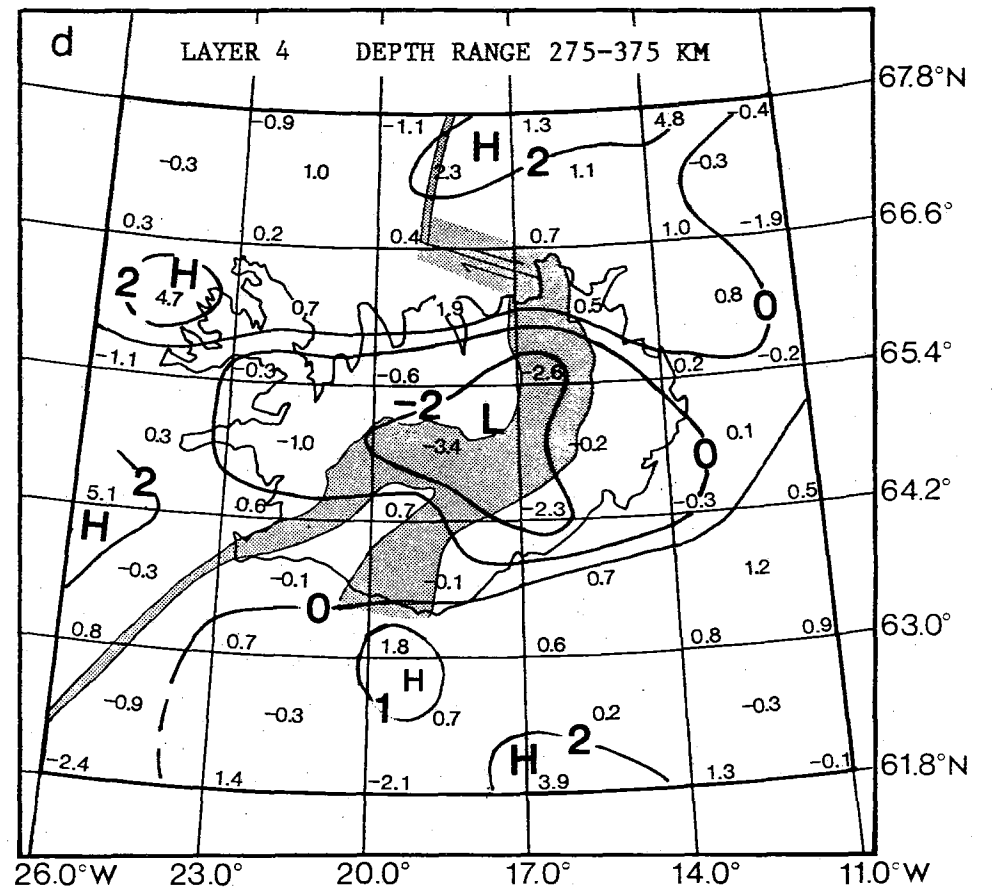 d
LAYER 4 DEPTH RANGE 275-375 KM
67.8°N
-0.9 -1.1 1.3 4.8 -0.4
H 2
-0.3 1.0 2.3 1.1 -0.3
66.6°
0.3 0.2 0.4 0.7 1.0 -1.9
2 H
4.7 0.7 1.9 0.5 0.8 0
65.4°
-1.1 -0.3 -0.6 -2.6 0.2 -0.2
-2 L
0.3 -1.0 -3.4 -0.2 0.1
0
2
64.2°
5.1 0.6 0.7 -2.3 -0.3 0.5
H
-0.3 -0.1 -0.1 0.7 1.2
0
63.0°
0.8 0.7 1.8 0.6 0.8 0.9
H
-0.9 -0.3 1 0.7 0.2 -0.3
H 2
61.8°N
-2.4 1.4 -2.1 3.9 1.3 -0.1
26.0°W 23.0° 20.0° 17.0° 14.0° 11.0°W